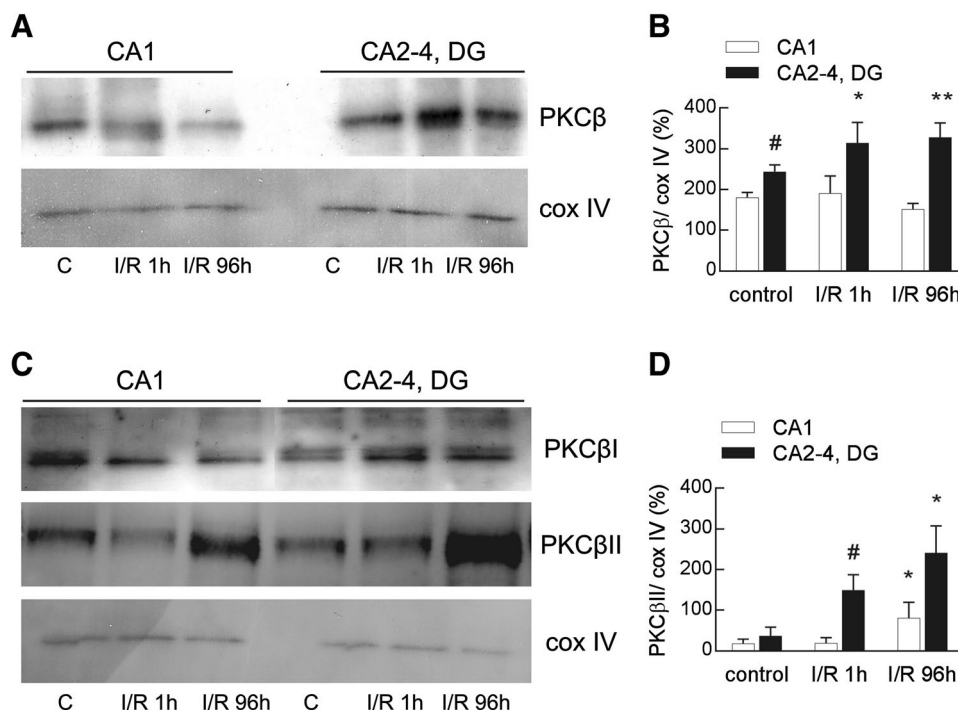 A
CA1 CA2-4, DG
PKCβ
cox IV
C I/R 1h I/R 96h C I/R 1h I/R 96h
B
CA1
CA2-4, DG
PKCβ/ cox IV (%)
400
300
200
100
0
# * **
control I/R 1h I/R 96h
C
CA1 CA2-4, DG
PKCβI
PKCβII
cox IV
C I/R 1h I/R 96h C I/R 1h I/R 96h
D
CA1
CA2-4, DG
PKCβII/ cox IV (%)
400
300
200
100
0
# * *
control I/R 1h I/R 96h